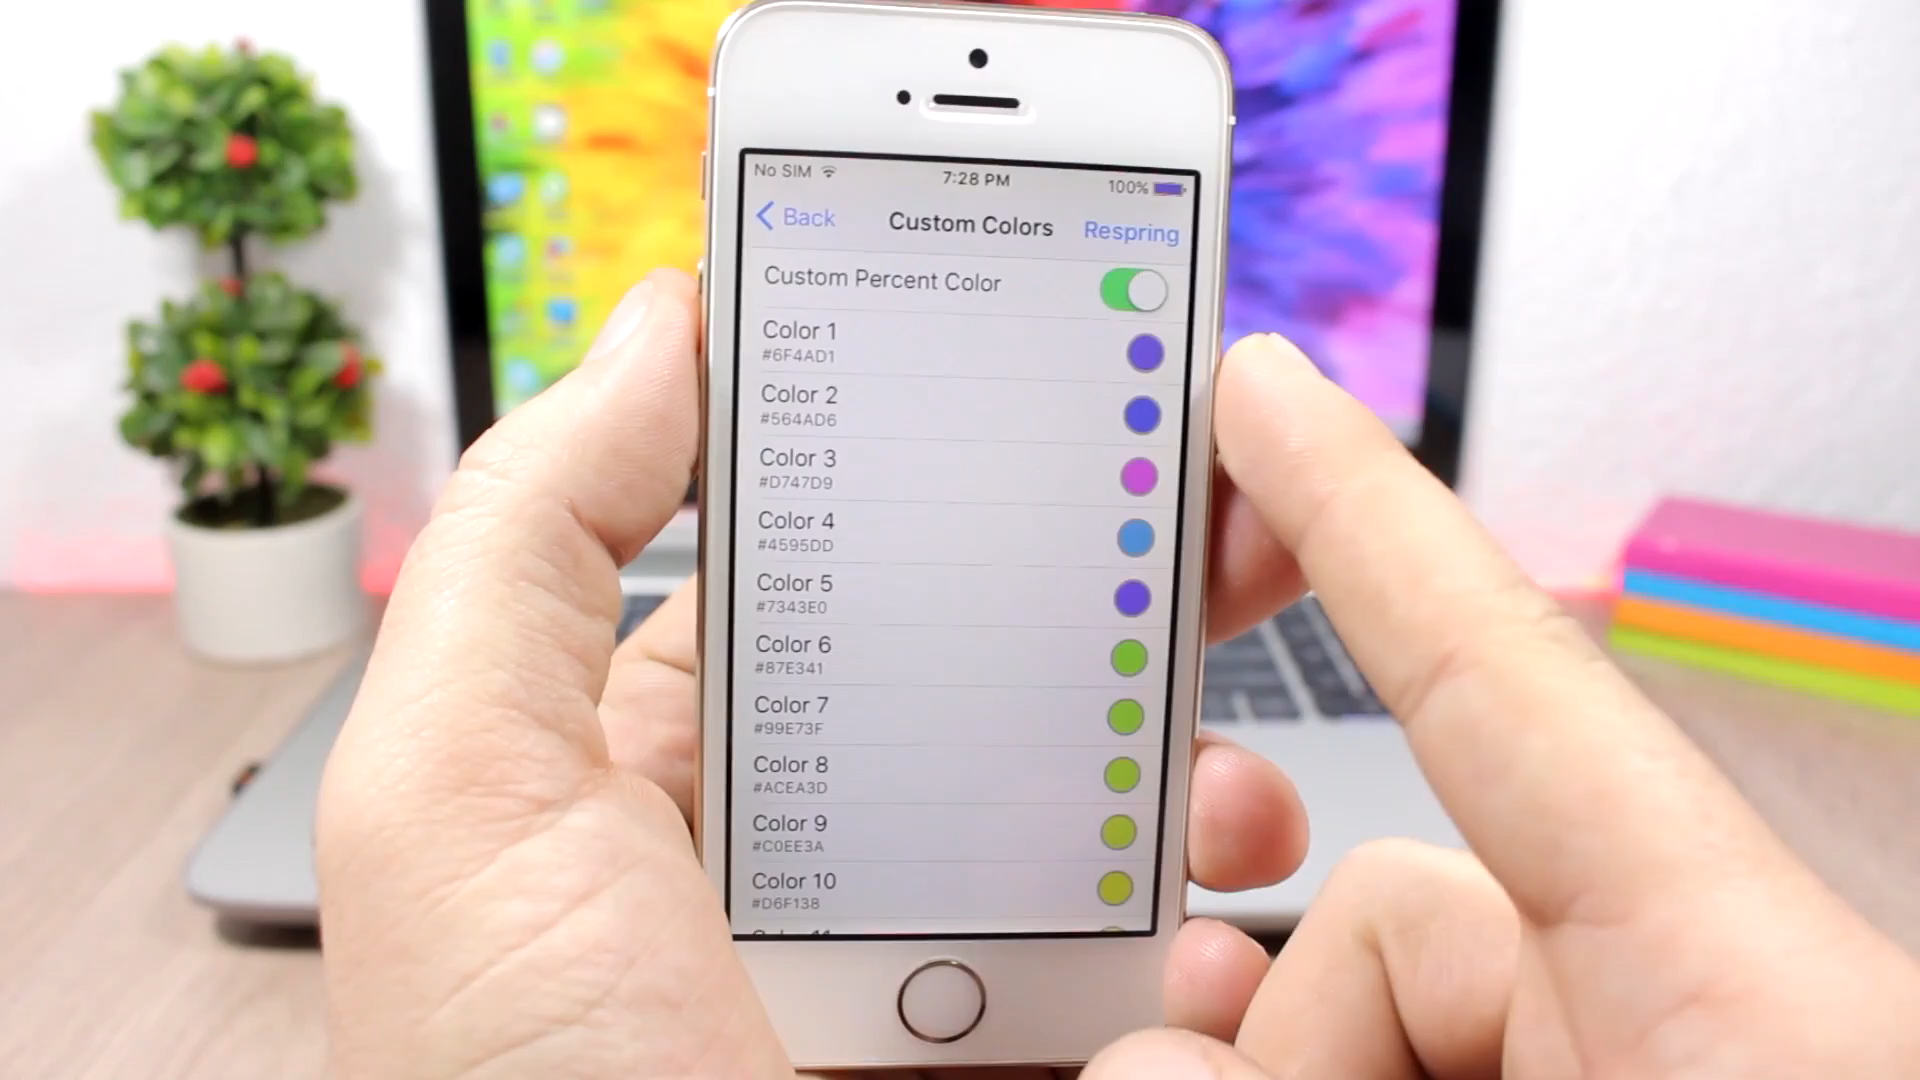 No SIM 7:28 PM 100%
Back Custom Colors Respring
Custom Percent Color
Color 1
#6F4AD1
Color 2
#564AD6
Color 3
#D747D9
Color 4
#4595DD
Color 5
#7343E0
Color 6
#87E341
Color 7
#99E73F
Color 8
#ACEA3D
Color 9
#C0EE3A
Color 10
#D6F138